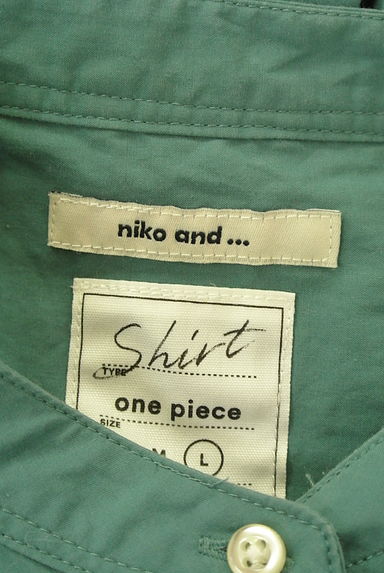 niko and ...
Shirt
TYPE
one piece
SIZE
M L